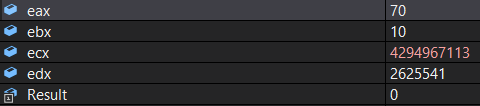 eax 70
ebx 10
ecx 4294967113
edx 2625541
Result 0